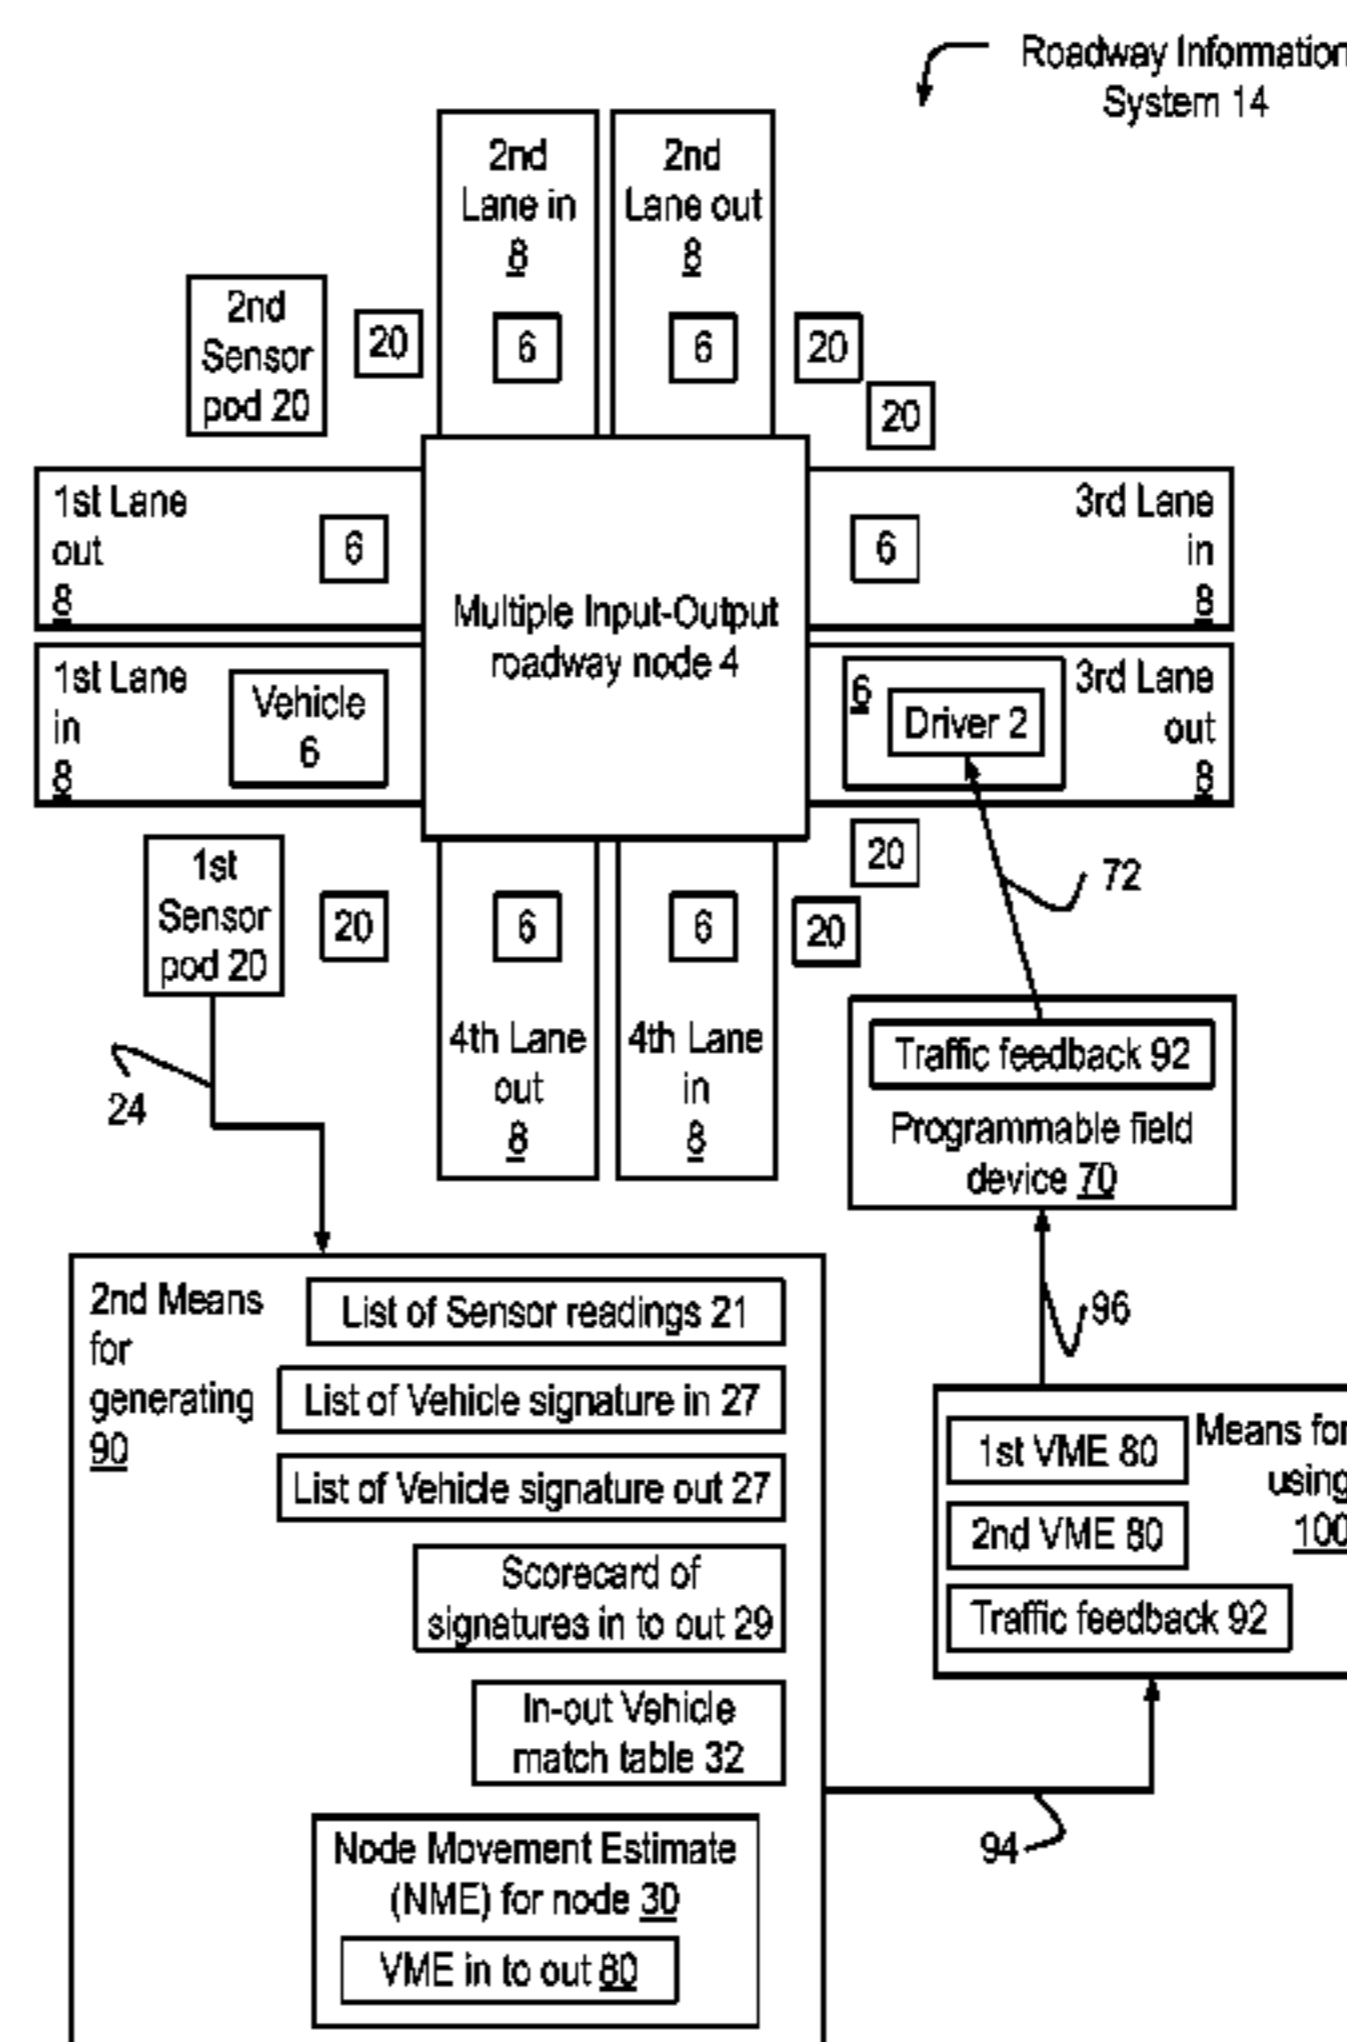 Roadway Information
System 14
2nd
Lane in
8
2nd
Lane out
8
2nd
Sensor
pod 20
20
6
6
20
20
1st Lane
out
8
6
6
3rd Lane
in
8
Multiple Input-Output
roadway node 4
1st Lane
in
8
Vehicle
6
6
Driver 2
3rd Lane
out
8
1st
Sensor
pod 20
20
6
6
20
20
72
4th Lane
out
8
4th Lane
in
8
24
Traffic feedback 92
Programmable field
device 70
96
2nd Means
for
generating
90
List of Sensor readings 21
List of Vehicle signature in 27
List of Vehicle signature out 27
Scorecard of
signatures in to out 29
In-out Vehicle
match table 32
Node Movement Estimate
(NME) for node 30
VME in to out 80
1st VME 80
2nd VME 80
Traffic feedback 92
Means for
using
100
94